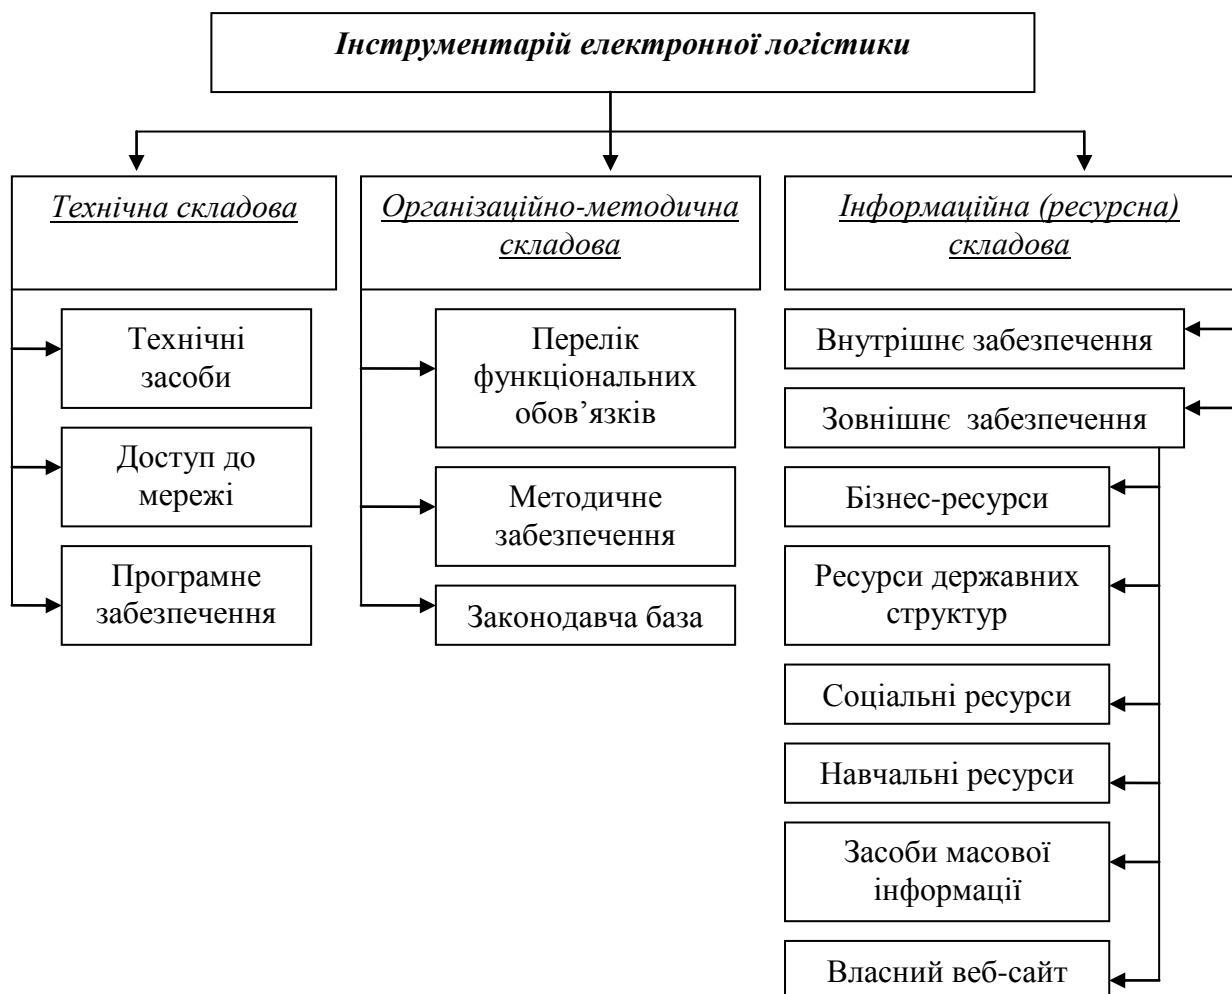 Інструментарій електронної логістики
Технічна складова
Технічні
засоби
Доступ до
мережі
Програмне
забезпечення
Організаційно-методична
складова
Перелік
функціональних
обов’язків
Методичне
забезпечення
Законодавча база
Інформаційна (ресурсна)
складова
Внутрішнє забезпечення
Зовнішнє забезпечення
Бізнес-ресурси
Ресурси державних
структур
Соціальні ресурси
Навчальні ресурси
Засоби масової
інформації
Власний веб-сайт